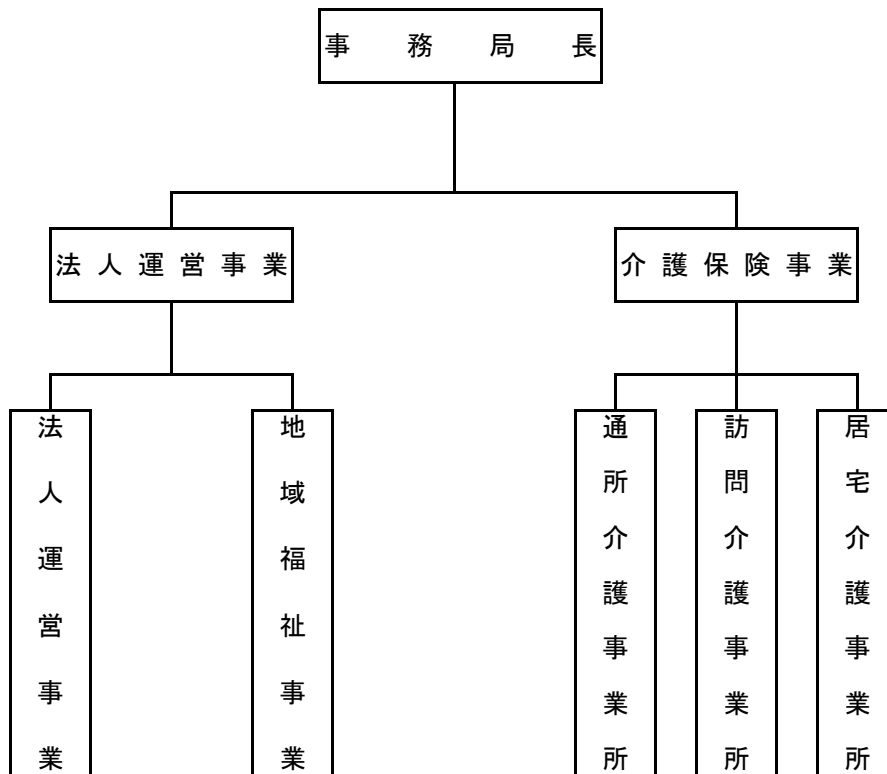 事務局長
法人運営事業
介護保険事業
法人運営事業
地域福祉事業
通所介護事業所
訪問介護事業所
居宅介護事業所